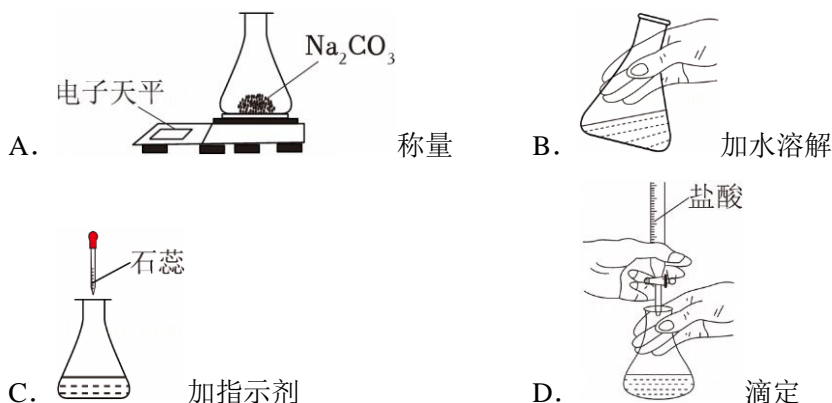 Na₂CO₃
电子天平
A． 称量
B． 加水溶解
石蕊
C． 加指示剂
盐酸
D． 滴定